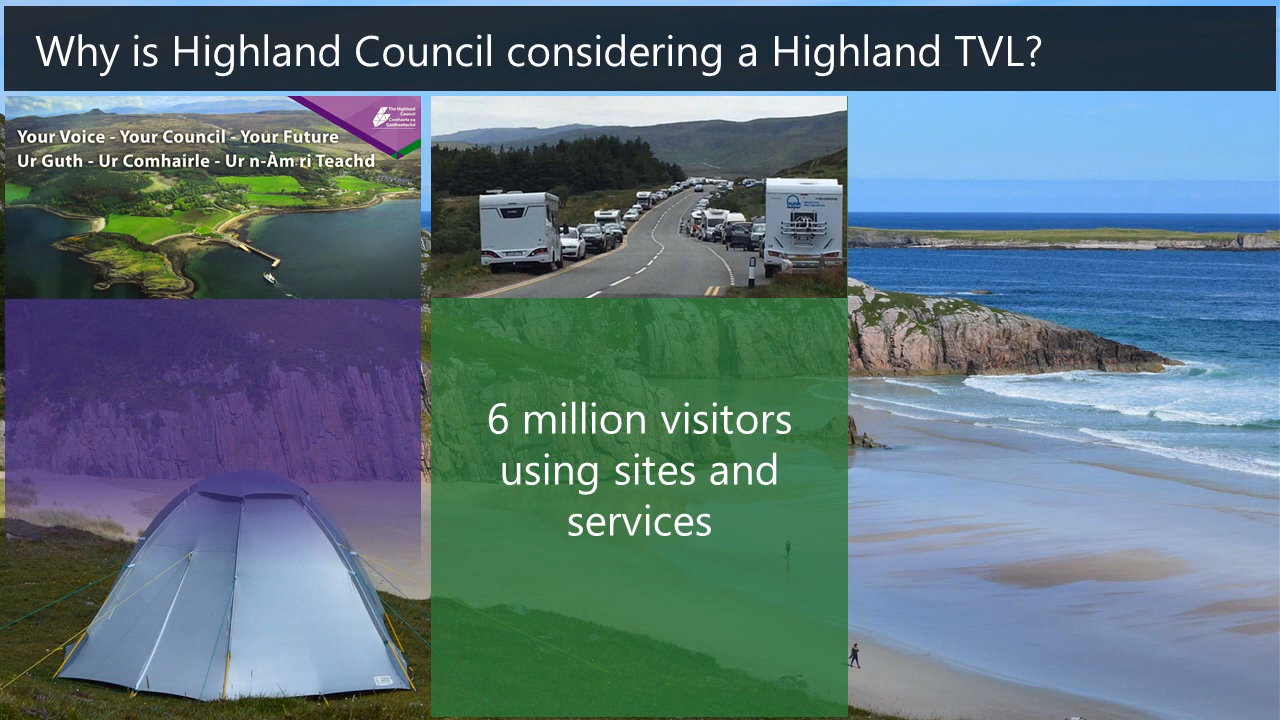 Why is Highland Council considering a Highland TVL?
Your Voice - Your Council - Your Future
Ur Guth - Ur Comhairle - Ur n-Àm ri Teachd
The Highland
Council
Comhairle na
Gàidhealtachd
6 million visitors
using sites and
services